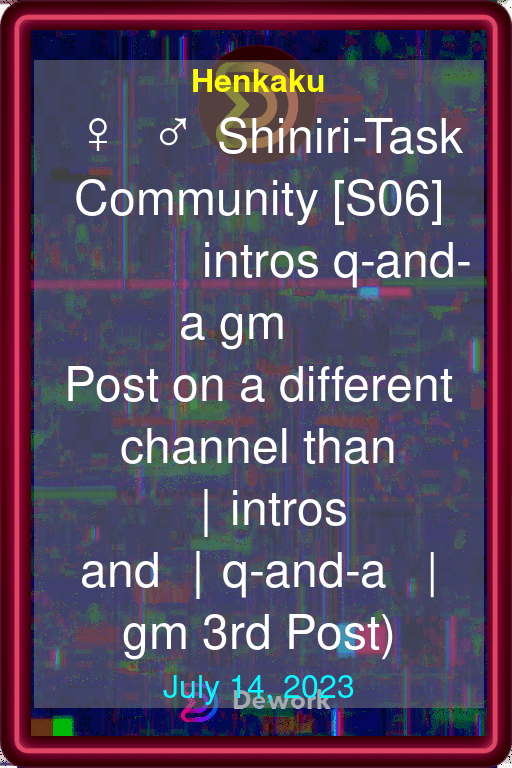 Henkaku
♀ ♂ Shiniri-Task
Community [S06]
intros q-and-
a gm
Post on a different
channel than
| intros
and | q-and-a |
gm 3rd Post)
July 14, 2023
Dework